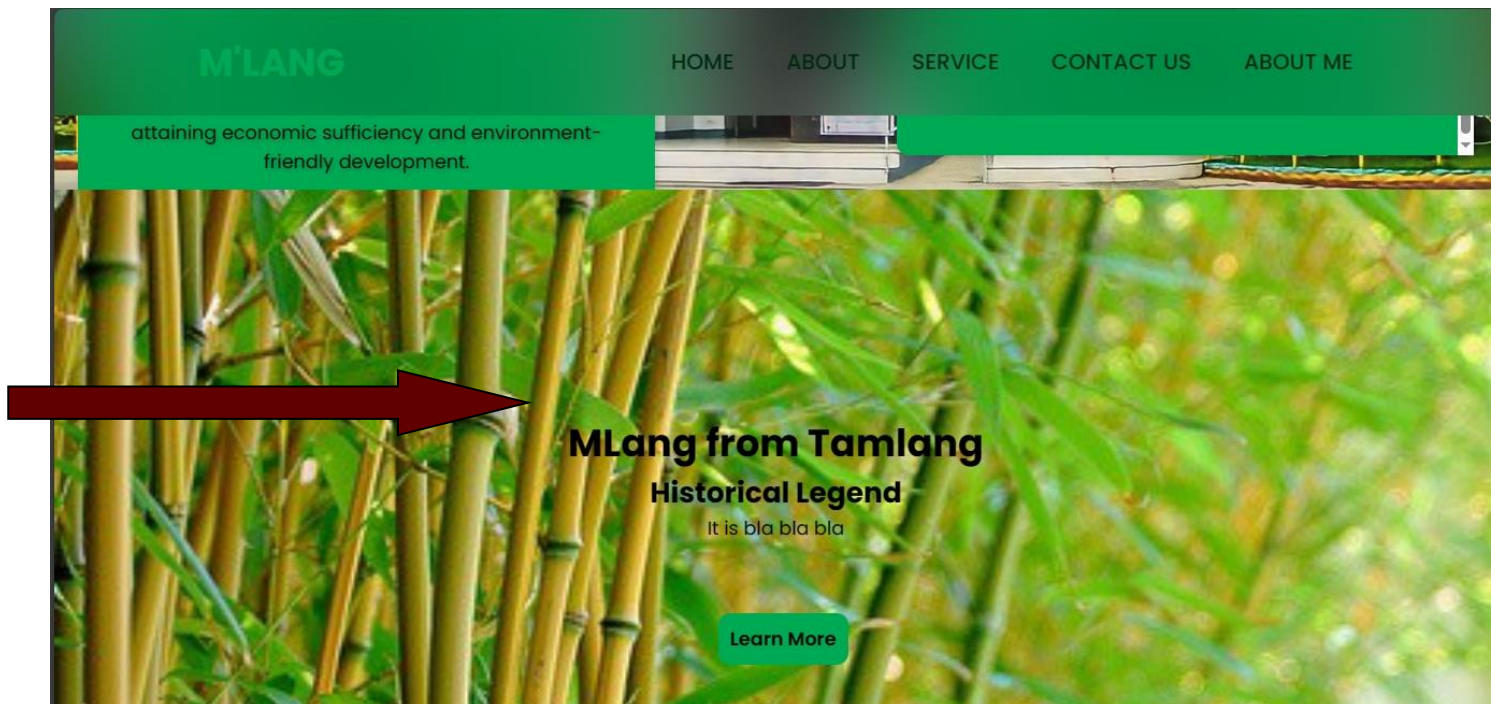 M'LANG
HOME ABOUT SERVICE CONTACT US ABOUT ME
attaining economic sufficiency and environment-
friendly development.
MLang from Tamlang
Historical Legend
It is bla bla bla
Learn More